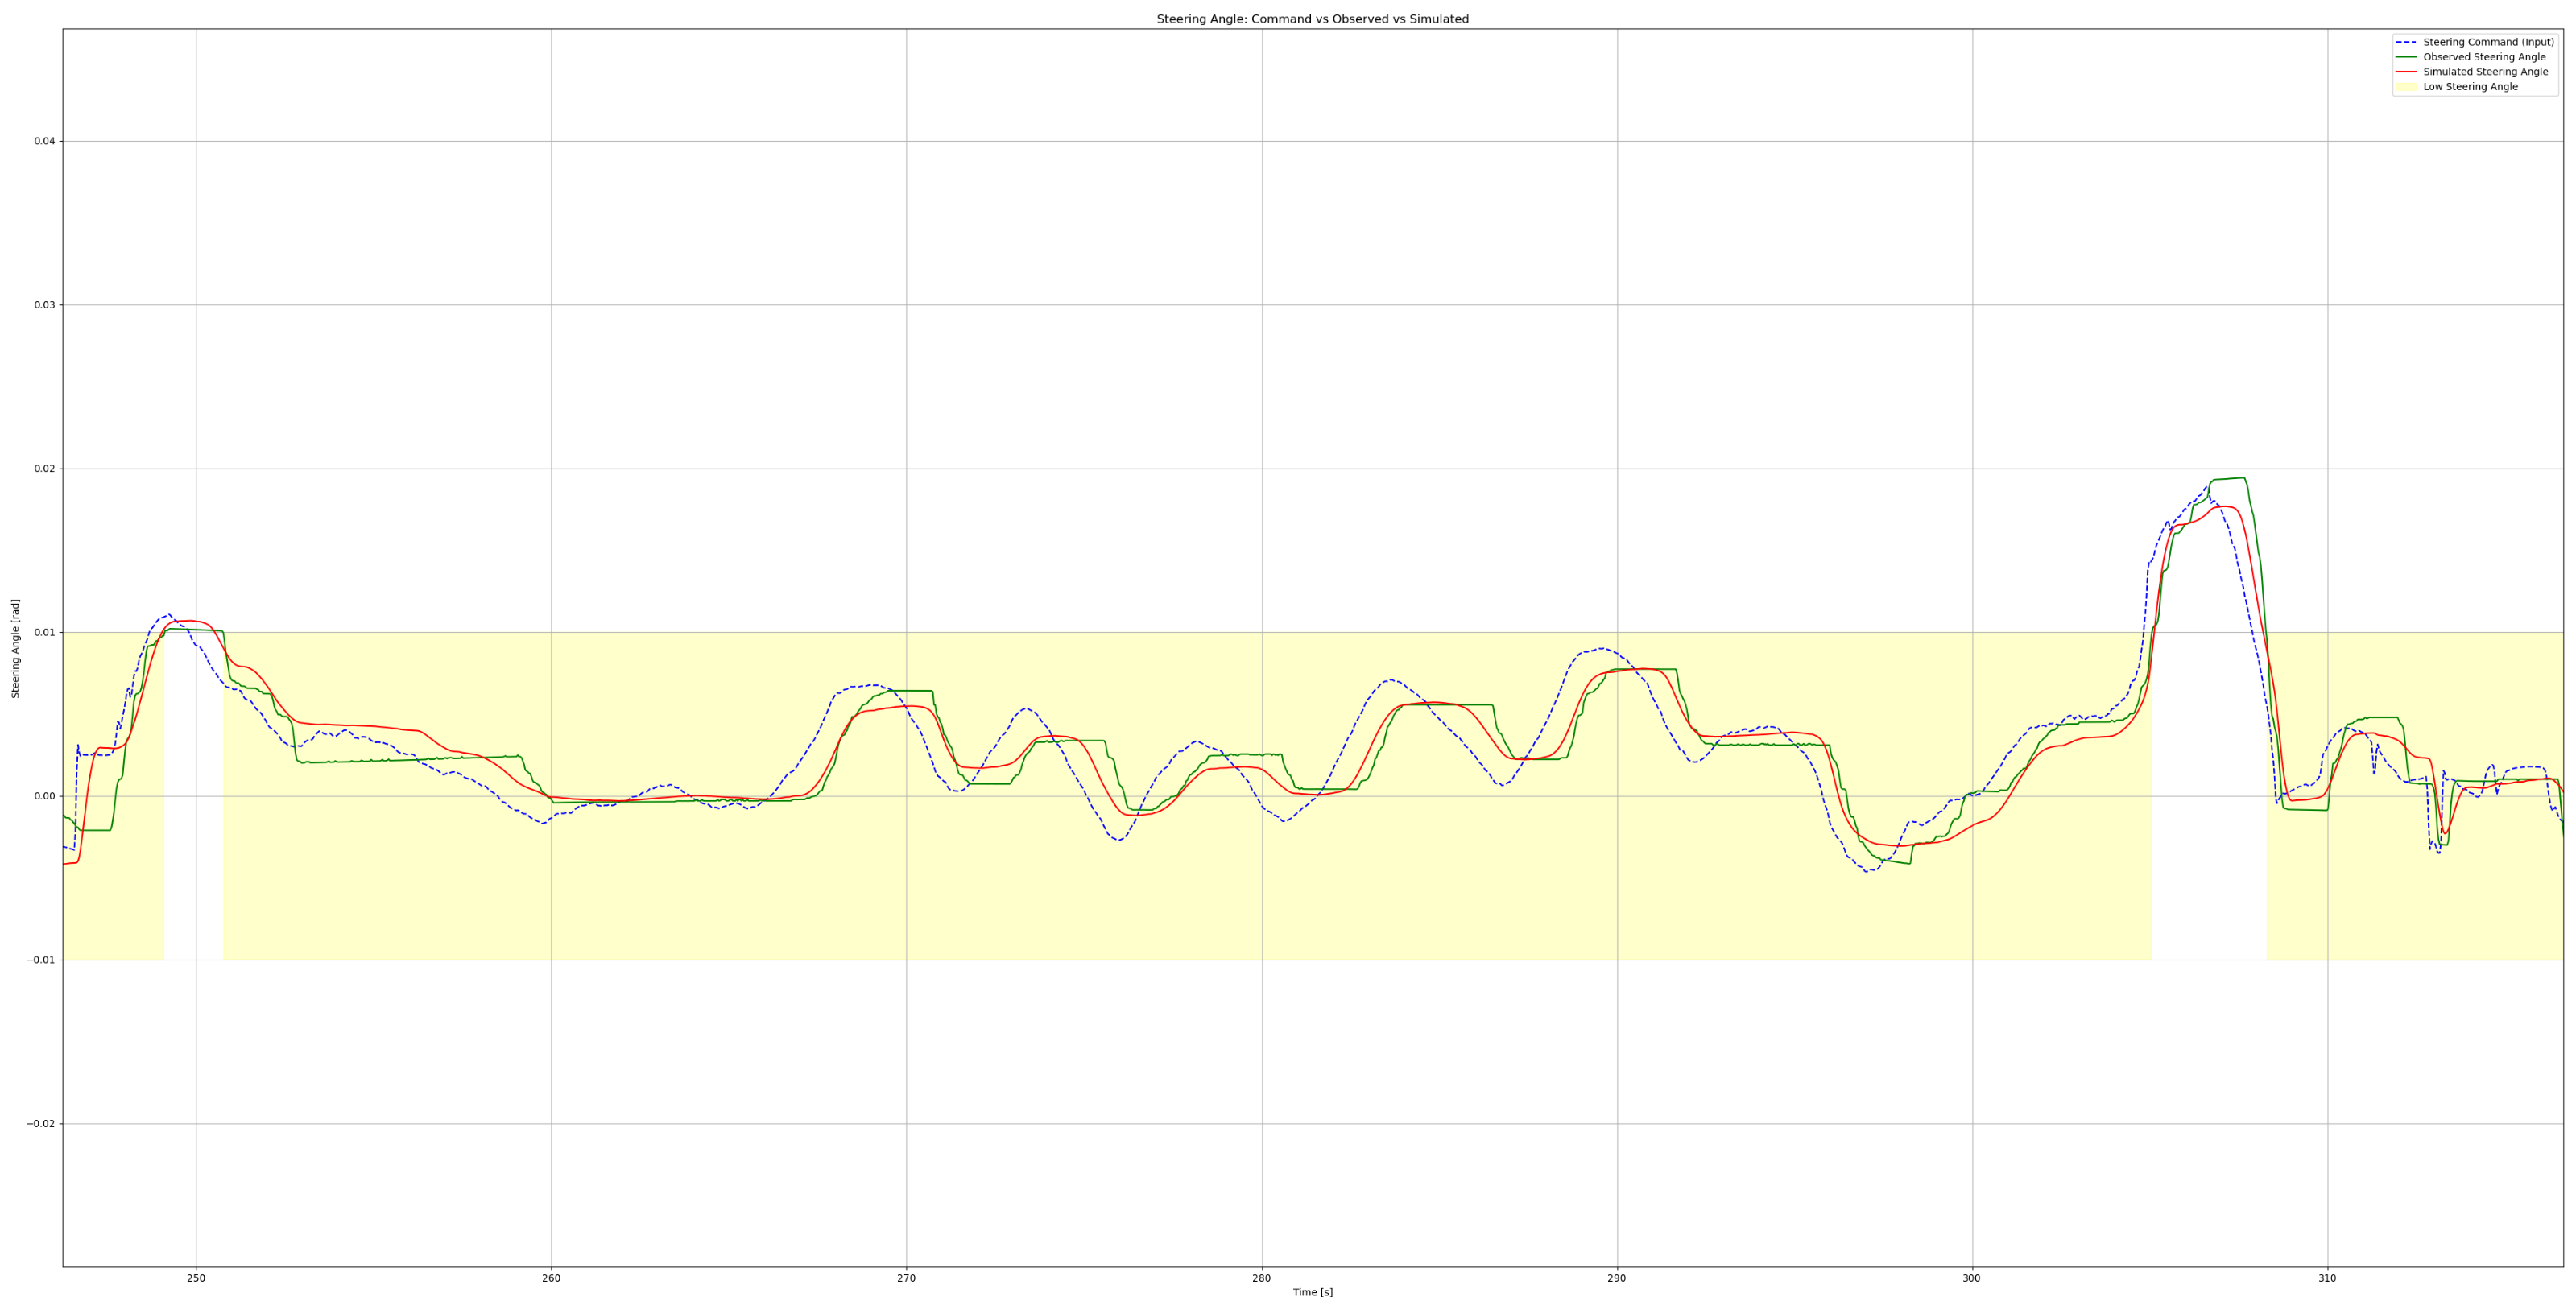 Steering Angle: Command vs Observed vs Simulated
Steering Command (Input)
Observed Steering Angle
Simulated Steering Angle
Low Steering Angle
Steering Angle [rad]
0.04
0.03
0.02
0.01
0.00
−0.01
−0.02
250 260 270 280 290 300 310
Time [s]